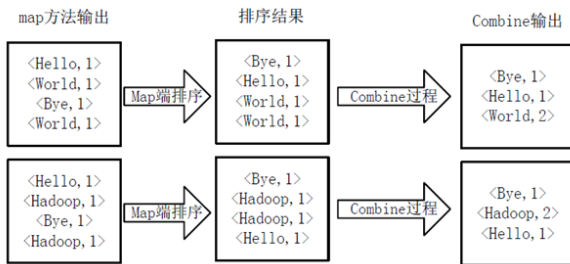 map方法输出
排序结果
Combine输出
<Hello,1>
<World,1>
<Bye,1>
<World,1>
Map端排序
<Bye,1>
<Hello,1>
<World,1>
<World,1>
Combine过程
<Bye,1>
<Hello,1>
<World,2>
<Hello,1>
<Hadoop,1>
<Bye,1>
<Hadoop,1>
Map端排序
<Bye,1>
<Hadoop,1>
<Hadoop,1>
<Hello,1>
Combine过程
<Bye,1>
<Hadoop,2>
<Hello,1>